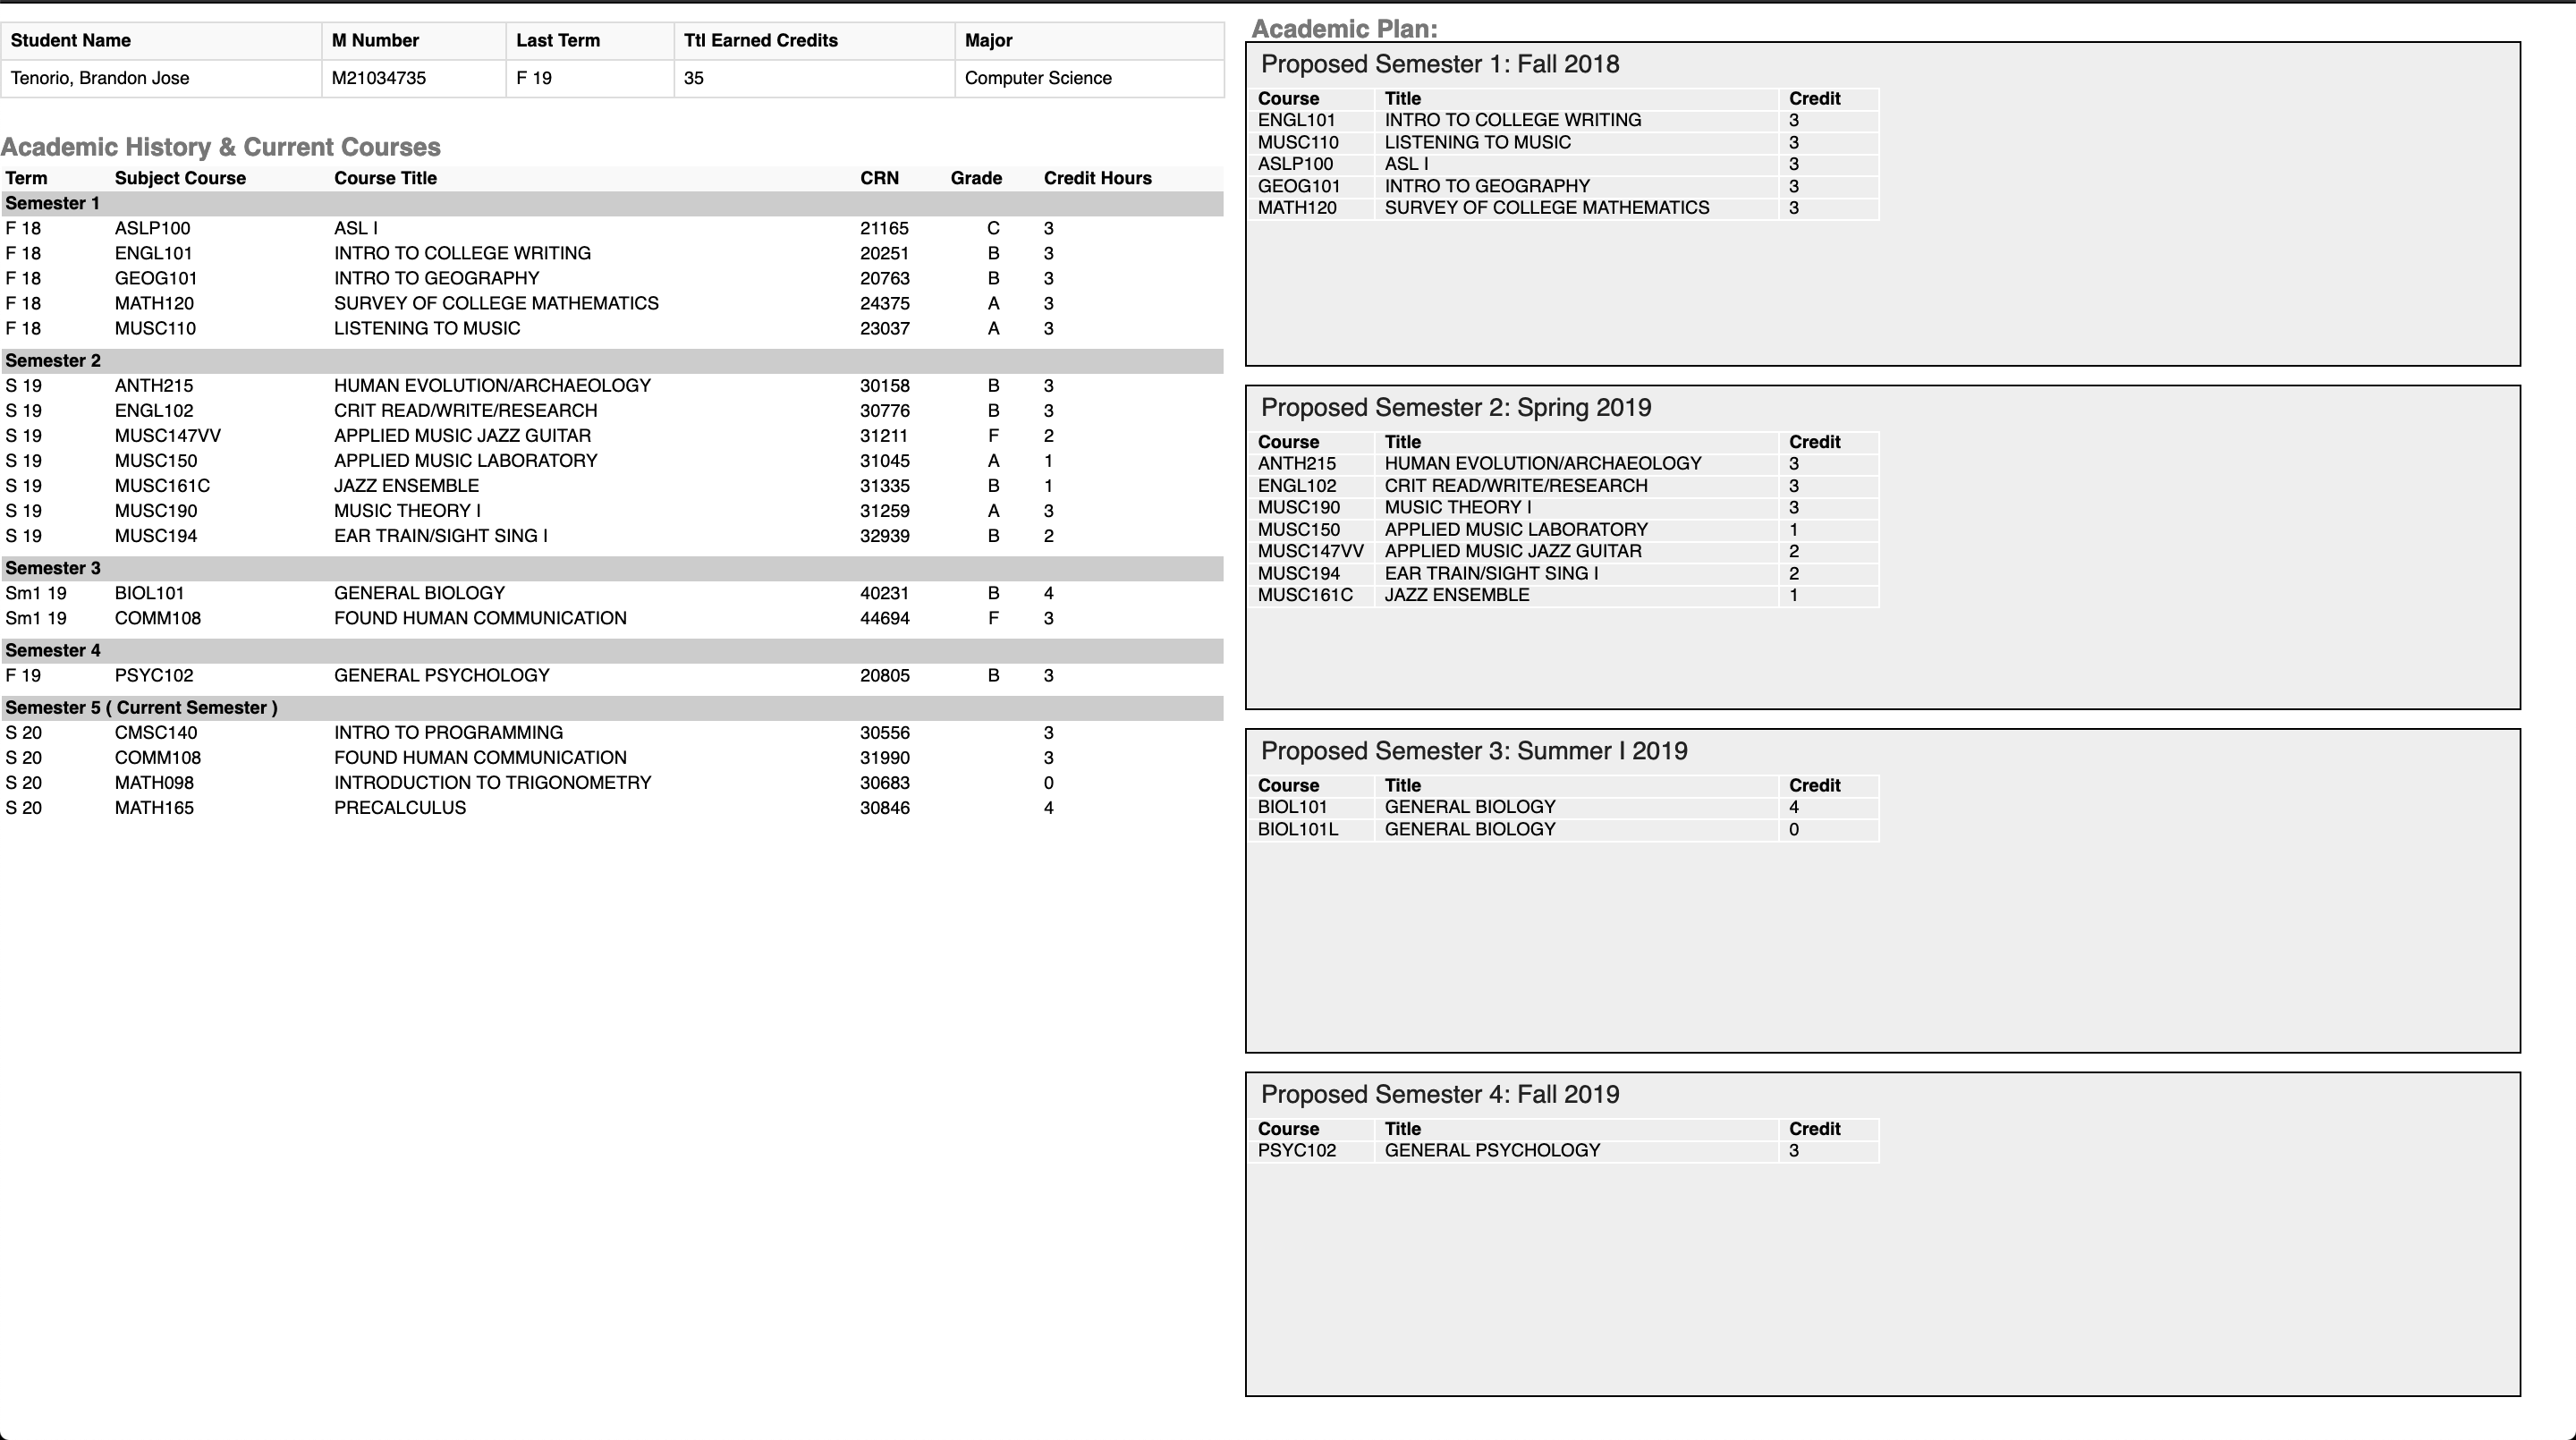 Student Name M Number Last Term Ttl Earned Credits Major
Tenorio, Brandon Jose M21034735 F 19 35 Computer Science
Academic History & Current Courses
Term Subject Course Course Title CRN Grade Credit Hours
Semester 1
F 18 ASLP100 ASL I 21165 C 3
F 18 ENGL101 INTRO TO COLLEGE WRITING 20251 B 3
F 18 GEOG101 INTRO TO GEOGRAPHY 20763 B 3
F 18 MATH120 SURVEY OF COLLEGE MATHEMATICS 24375 A 3
F 18 MUSC110 LISTENING TO MUSIC 23037 A 3
Semester 2
S 19 ANTH215 HUMAN EVOLUTION/ARCHAEOLOGY 30158 B 3
S 19 ENGL102 CRIT READ/WRITE/RESEARCH 30776 B 3
S 19 MUSC147VV APPLIED MUSIC JAZZ GUITAR 31211 F 2
S 19 MUSC150 APPLIED MUSIC LABORATORY 31045 A 1
S 19 MUSC161C JAZZ ENSEMBLE 31335 B 1
S 19 MUSC190 MUSIC THEORY I 31259 A 3
S 19 MUSC194 EAR TRAIN/SIGHT SING I 32939 B 2
Semester 3
Sm1 19 BIOL101 GENERAL BIOLOGY 40231 B 4
Sm1 19 COMM108 FOUND HUMAN COMMUNICATION 44694 F 3
Semester 4
F 19 PSYC102 GENERAL PSYCHOLOGY 20805 B 3
Semester 5 ( Current Semester )
S 20 CMSC140 INTRO TO PROGRAMMING 30556 3
S 20 COMM108 FOUND HUMAN COMMUNICATION 31990 3
S 20 MATH098 INTRODUCTION TO TRIGONOMETRY 30683 0
S 20 MATH165 PRECALCULUS 30846 4
Academic Plan:
Proposed Semester 1: Fall 2018
Course Title Credit
ENGL101 INTRO TO COLLEGE WRITING 3
MUSC110 LISTENING TO MUSIC 3
ASLP100 ASL I 3
GEOG101 INTRO TO GEOGRAPHY 3
MATH120 SURVEY OF COLLEGE MATHEMATICS 3
Proposed Semester 2: Spring 2019
Course Title Credit
ANTH215 HUMAN EVOLUTION/ARCHAEOLOGY 3
ENGL102 CRIT READ/WRITE/RESEARCH 3
MUSC190 MUSIC THEORY I 3
MUSC150 APPLIED MUSIC LABORATORY 1
MUSC147VV APPLIED MUSIC JAZZ GUITAR 2
MUSC194 EAR TRAIN/SIGHT SING I 2
MUSC161C JAZZ ENSEMBLE 1
Proposed Semester 3: Summer I 2019
Course Title Credit
BIOL101 GENERAL BIOLOGY 4
BIOL101L GENERAL BIOLOGY 0
Proposed Semester 4: Fall 2019
Course Title Credit
PSYC102 GENERAL PSYCHOLOGY 3